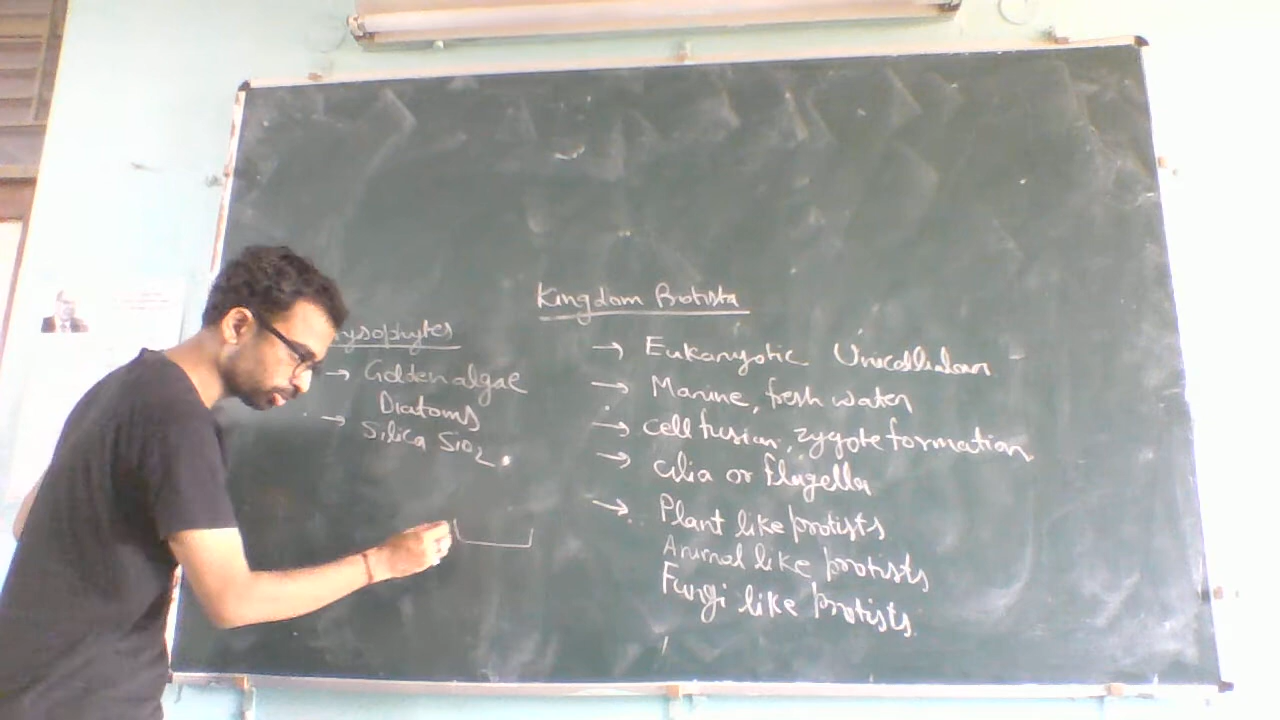 Kingdom Protista
rysophytes
→ Golden algae
Diatoms
→ Silica SiO2.
→ Eukaryotic Unicellular
→ Marine, fresh water
→ cell fusion, zygote formation
→ cilia or flagella
→ Plant like protists
Animal like protists
Fungi like protists